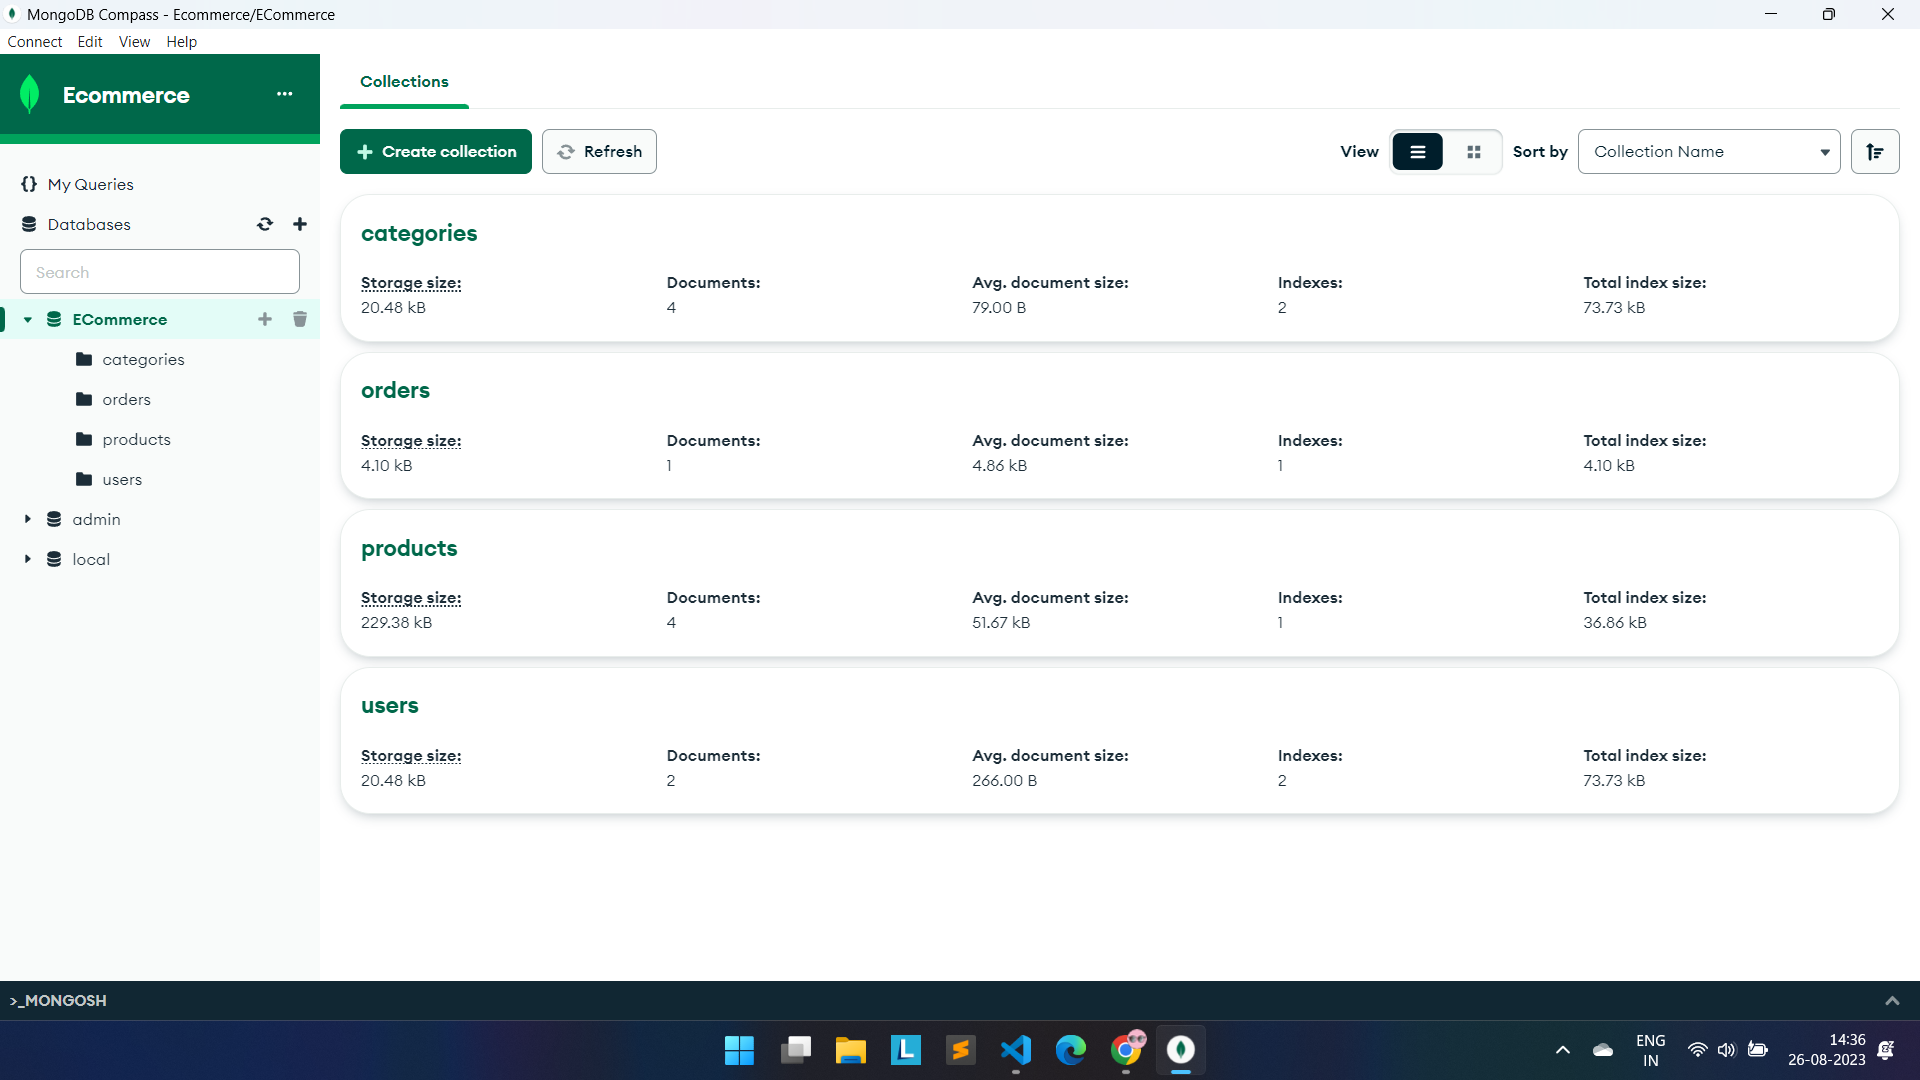 MongoDB Compass - Ecommerce/ECommerce
Connect Edit View Help
Ecommerce
My Queries
Databases
Search
ECommerce
categories
orders
products
users
admin
local
Collections
Create collection Refresh View Sort by Collection Name
categories
Storage size: Documents: Avg. document size: Indexes: Total index size:
20.48 kB 4 79.00 B 2 73.73 kB
orders
Storage size: Documents: Avg. document size: Indexes: Total index size:
4.10 kB 1 4.86 kB 1 4.10 kB
products
Storage size: Documents: Avg. document size: Indexes: Total index size:
229.38 kB 4 51.67 kB 1 36.86 kB
users
Storage size: Documents: Avg. document size: Indexes: Total index size:
20.48 kB 2 266.00 B 2 73.73 kB
>_MONGOSH
L
ENG
IN
14:36
26-08-2023